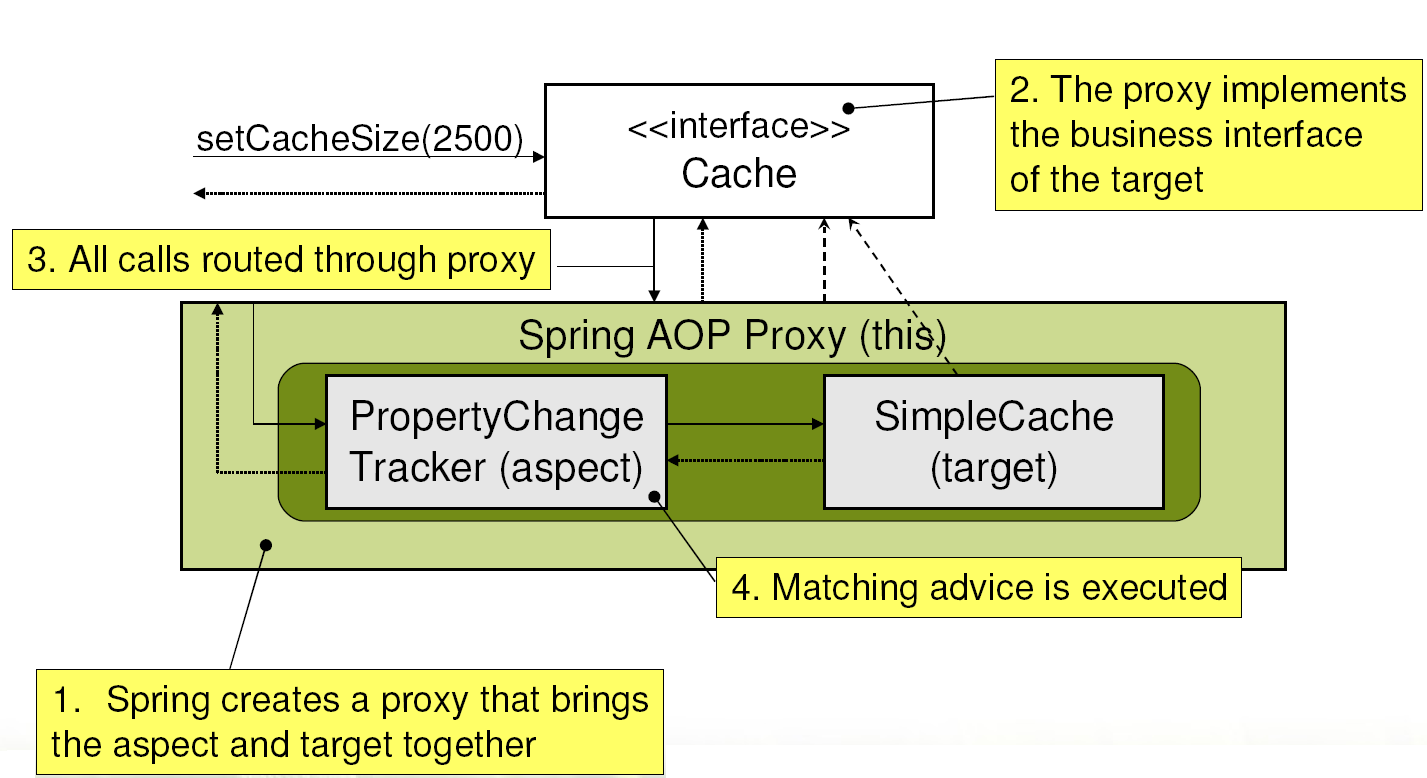 setCacheSize(2500)
<<interface>>
Cache
2. The proxy implements
the business interface
of the target
3. All calls routed through proxy
Spring AOP Proxy (this)
PropertyChange
Tracker (aspect)
SimpleCache
(target)
4. Matching advice is executed
1. Spring creates a proxy that brings
the aspect and target together